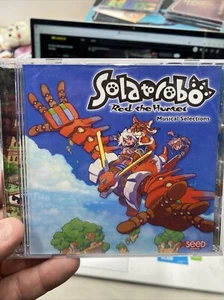 Solatorobo
Red the Hunter
Musical Selections
SEED